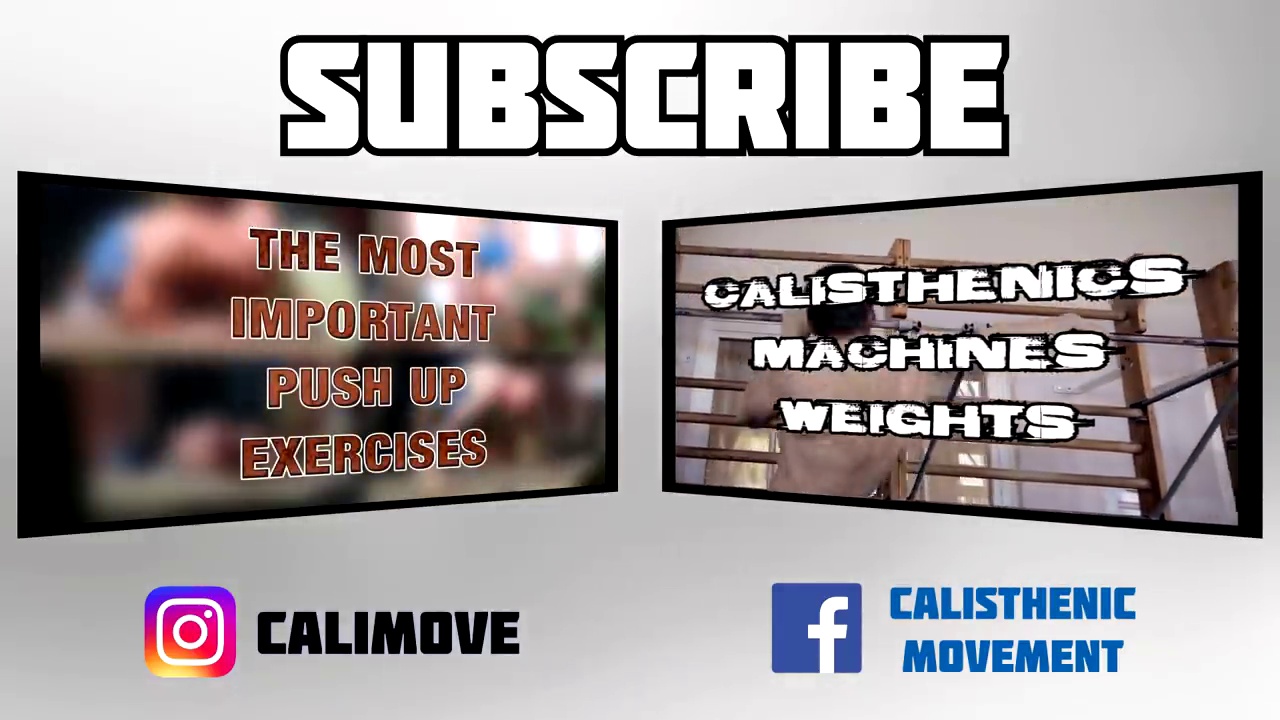 SUBSCRIBE
THE MOST
IMPORTANT
PUSH UP
EXERCISES
CALISTHENICS
MACHINES
WEIGHTS
CALIMOVE
CALISTHENIC
MOVEMENT